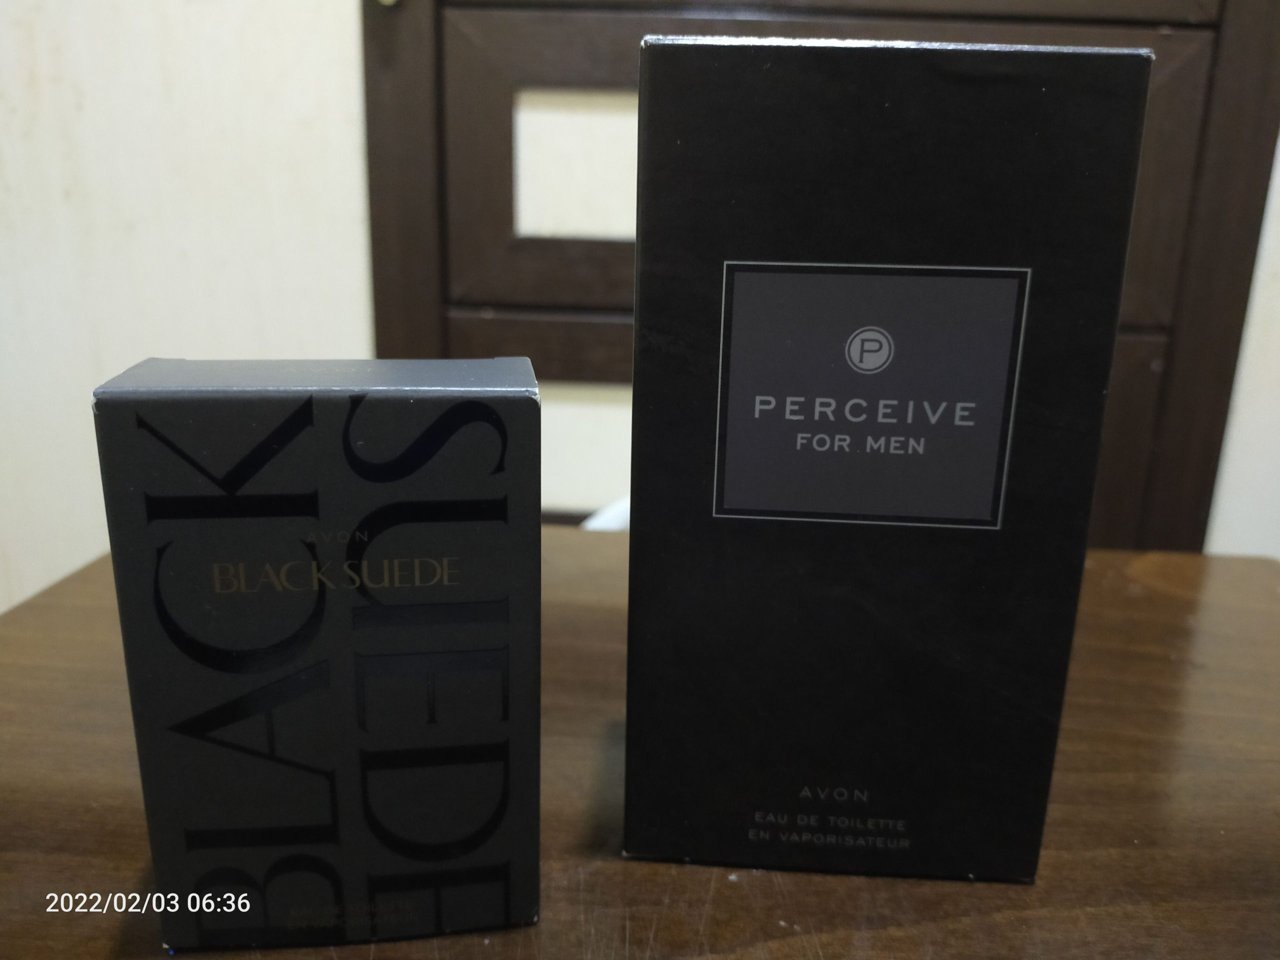 BLACK
SUEDE
AVON
BLACK SUEDE
P
PERCEIVE
FOR MEN
AVON
EAU DE TOILETTE
EN VAPORISATEUR
2022/02/03 06:36